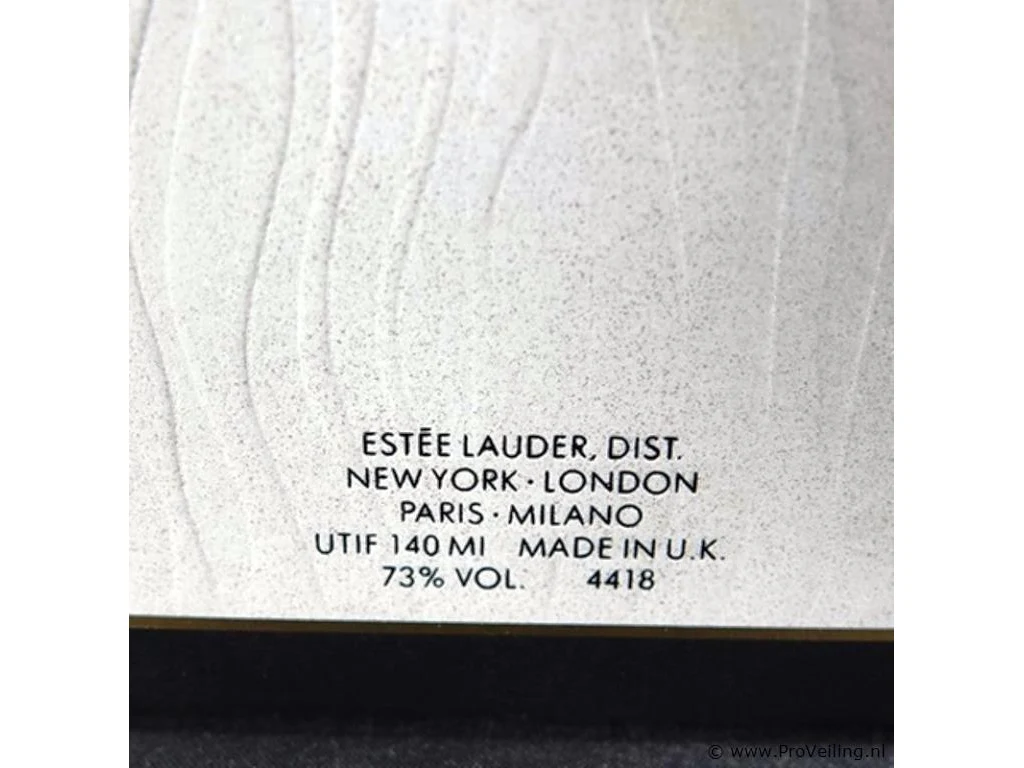 ESTĒE LAUDER, DIST.
NEW YORK · LONDON
PARIS · MILANO
UTIF 140 MI MADE IN U.K.
73% VOL. 4418
© www.ProVeiling.nl